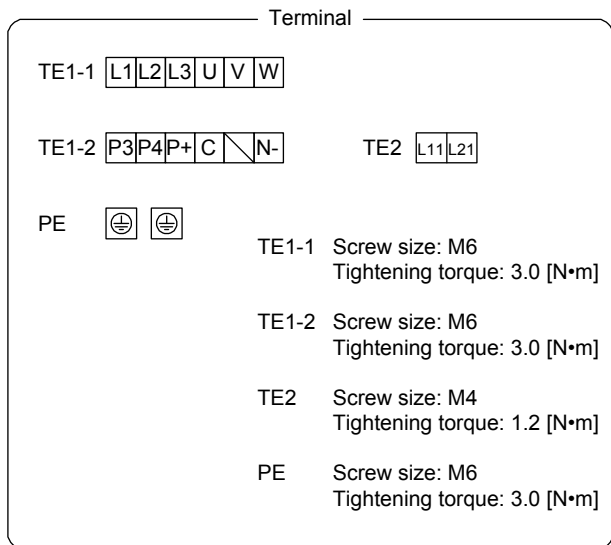 Terminal
TE1-1 L1 L2 L3 U V W
TE1-2 P3 P4 P+ C N- TE2 L11 L21
PE
TE1-1 Screw size: M6
Tightening torque: 3.0 [N•m]
TE1-2 Screw size: M6
Tightening torque: 3.0 [N•m]
TE2 Screw size: M4
Tightening torque: 1.2 [N•m]
PE Screw size: M6
Tightening torque: 3.0 [N•m]